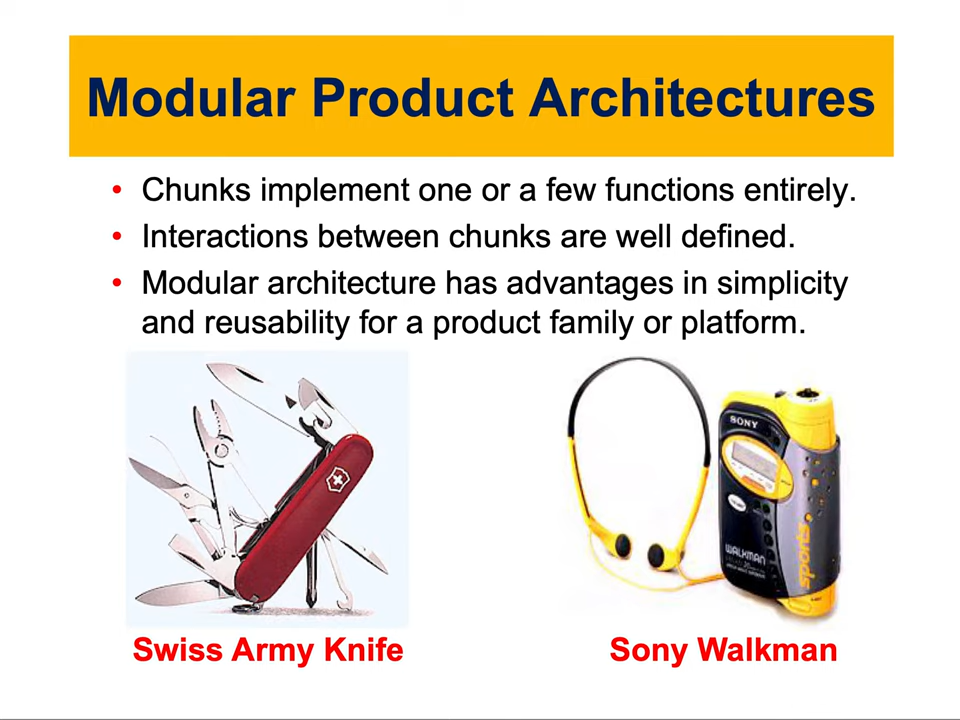 Modular Product Architectures
• Chunks implement one or a few functions entirely.
• Interactions between chunks are well defined.
• Modular architecture has advantages in simplicity
and reusability for a product family or platform.
SONY
WALKMAN
sports
Swiss Army Knife
Sony Walkman